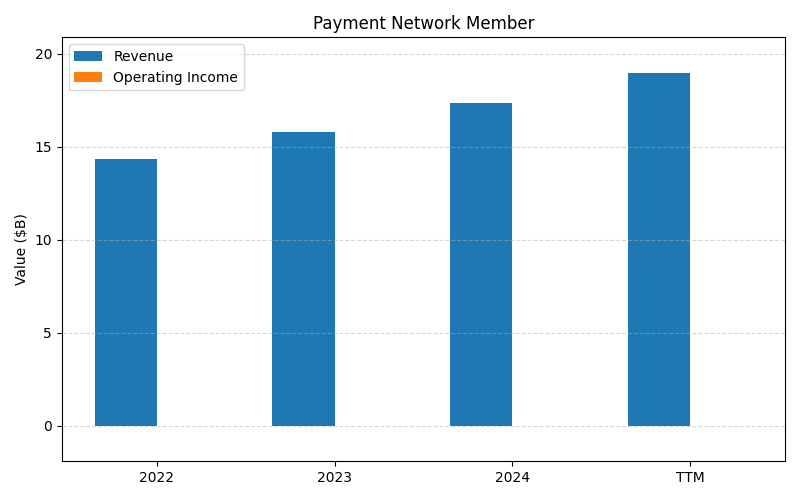 Payment Network Member
Revenue
Operating Income
Value ($B)
20
15
10
5
0
2022
2023
2024
TTM